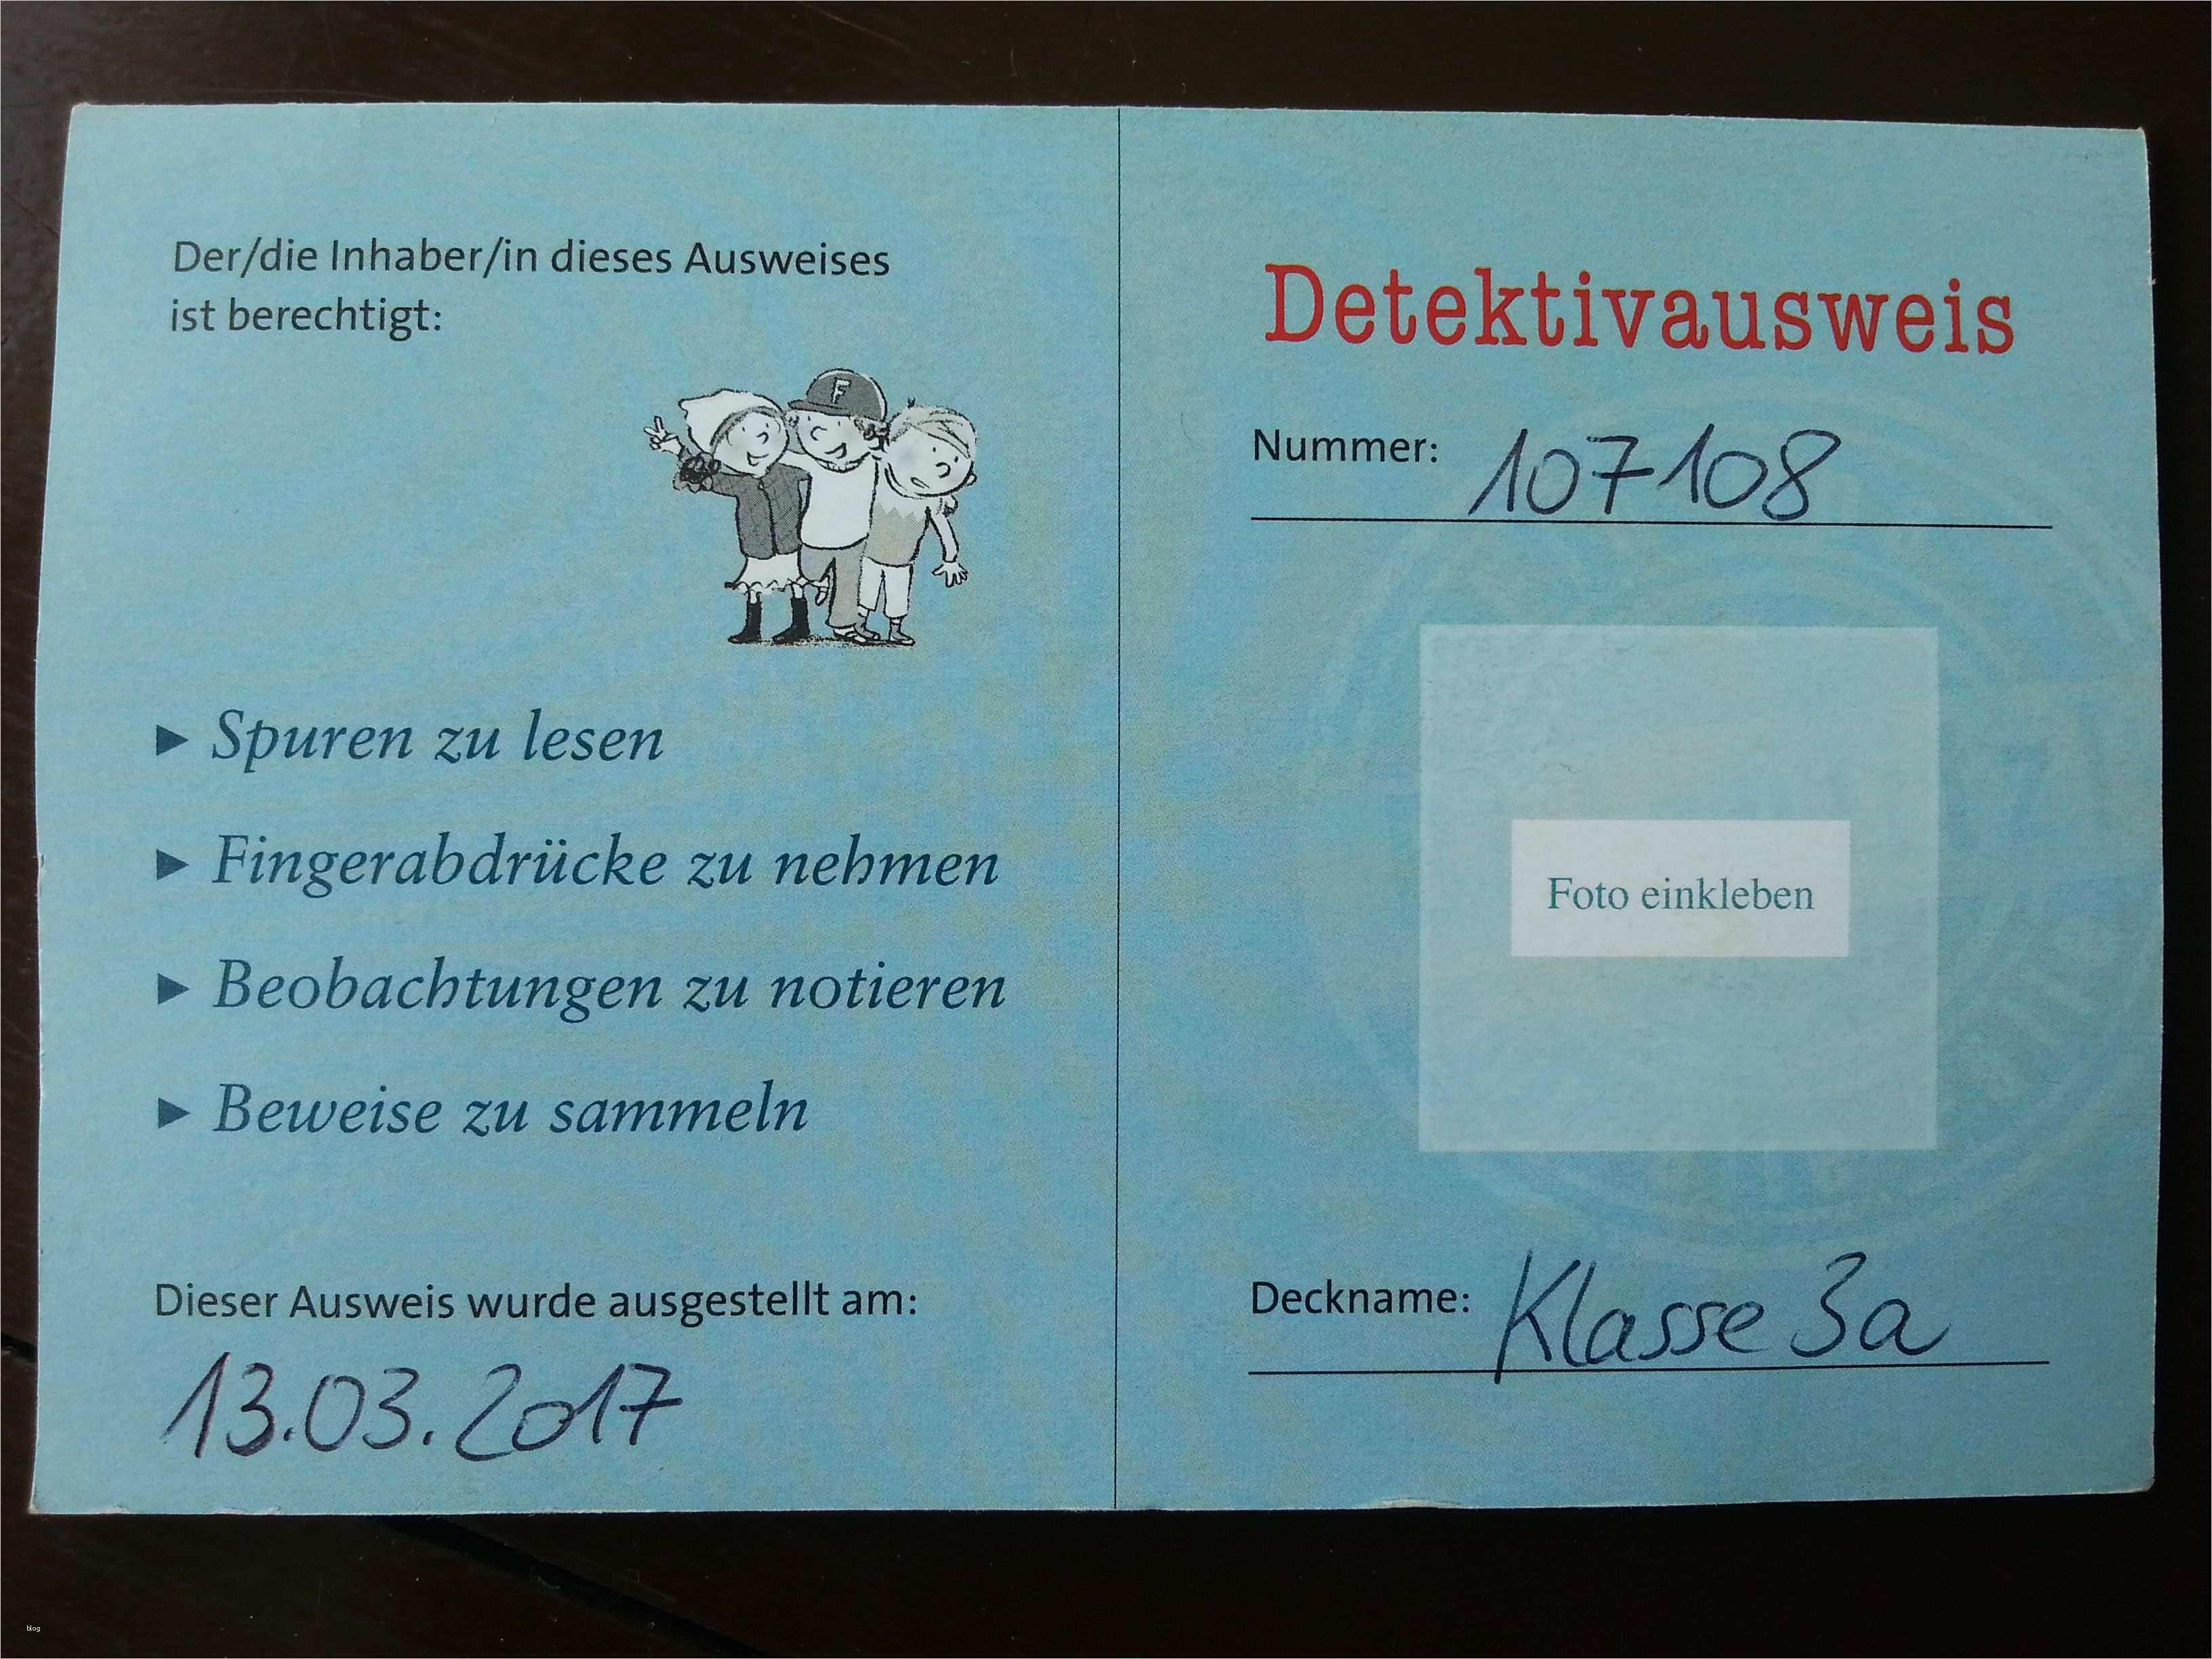 Der/die Inhaber/in dieses Ausweises
ist berechtigt:
F
► Spuren zu lesen
► Fingerabdrücke zu nehmen
► Beobachtungen zu notieren
► Beweise zu sammeln
Dieser Ausweis wurde ausgestellt am:
13.03.2017
Detektivausweis
Nummer: 107108
Foto einkleben
Deckname: Klasse 3a
blog